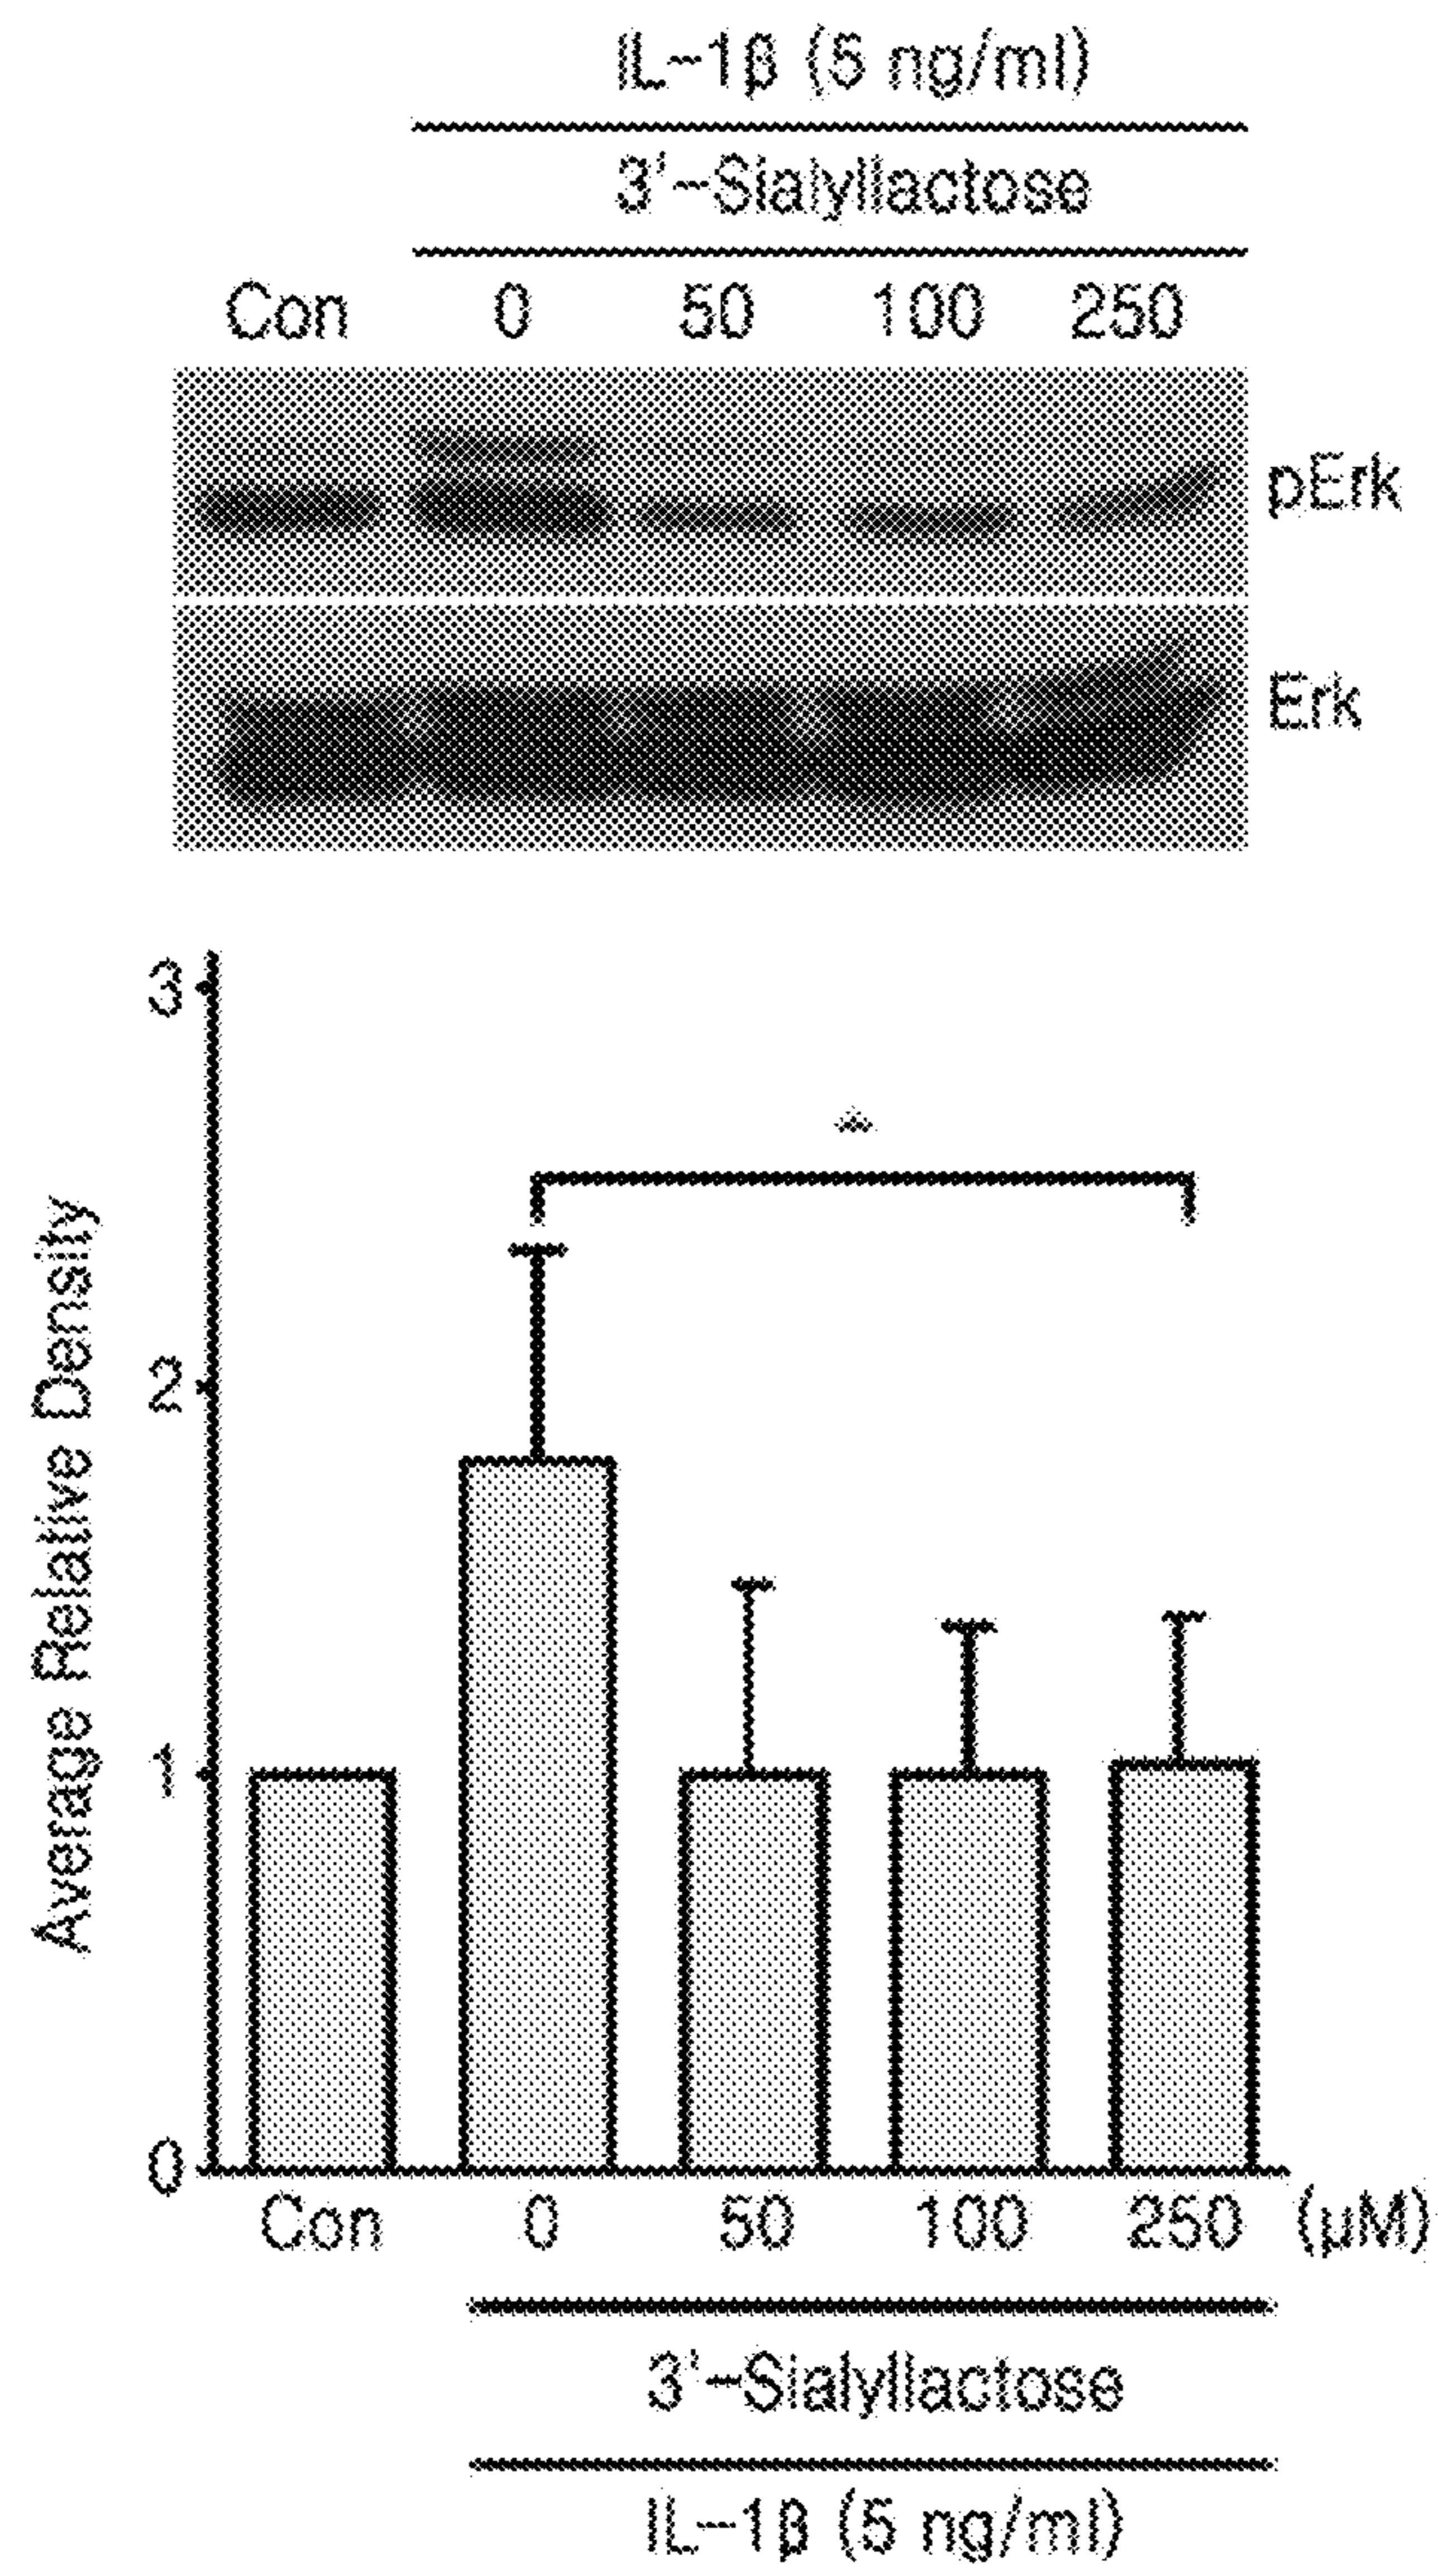 IL-1β (5 ng/ml)
3'-Sialyllactose
Con 0 50 100 250
pErk
Erk
3
*
2
Average Relative Density
1
0
Con 0 50 100 250 (μM)
3'-Sialyllactose
IL-1β (5 ng/ml)